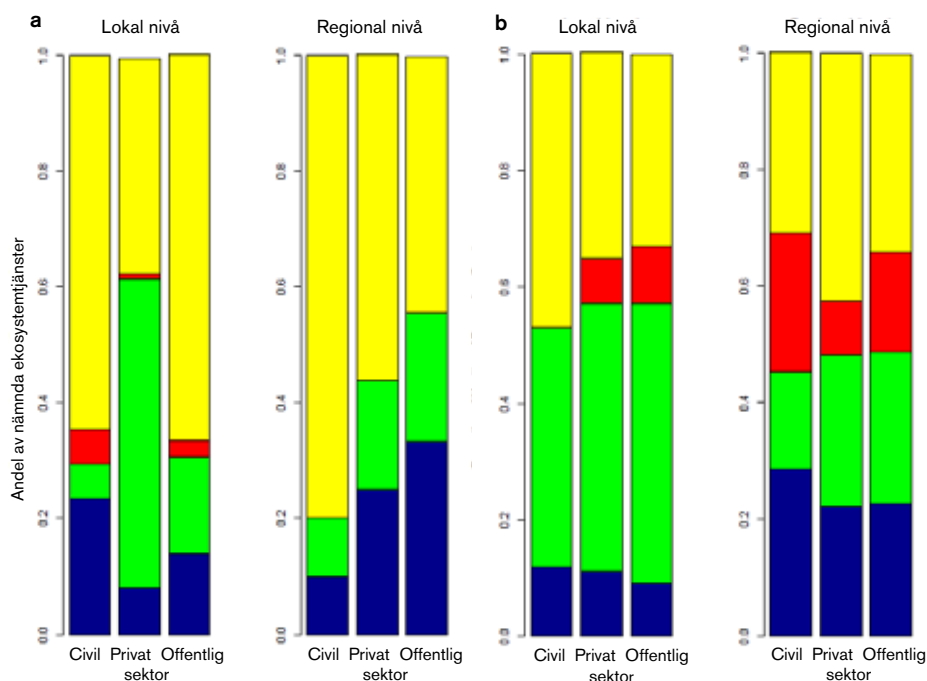 a
Lokal nivå
Regional nivå
b
Lokal nivå
Regional nivå
Andel av nämnda ekosystemtjänster
1.0
0.8
0.6
0.4
0.2
0.0
1.0
0.8
0.6
0.4
0.2
0.0
1.0
0.8
0.6
0.4
0.2
0.0
1.0
0.8
0.6
0.4
0.2
0.0
Civil Privat Offentlig
sektor
Civil Privat Offentlig
sektor
Civil Privat Offentlig
sektor
Civil Privat Offentlig
sektor